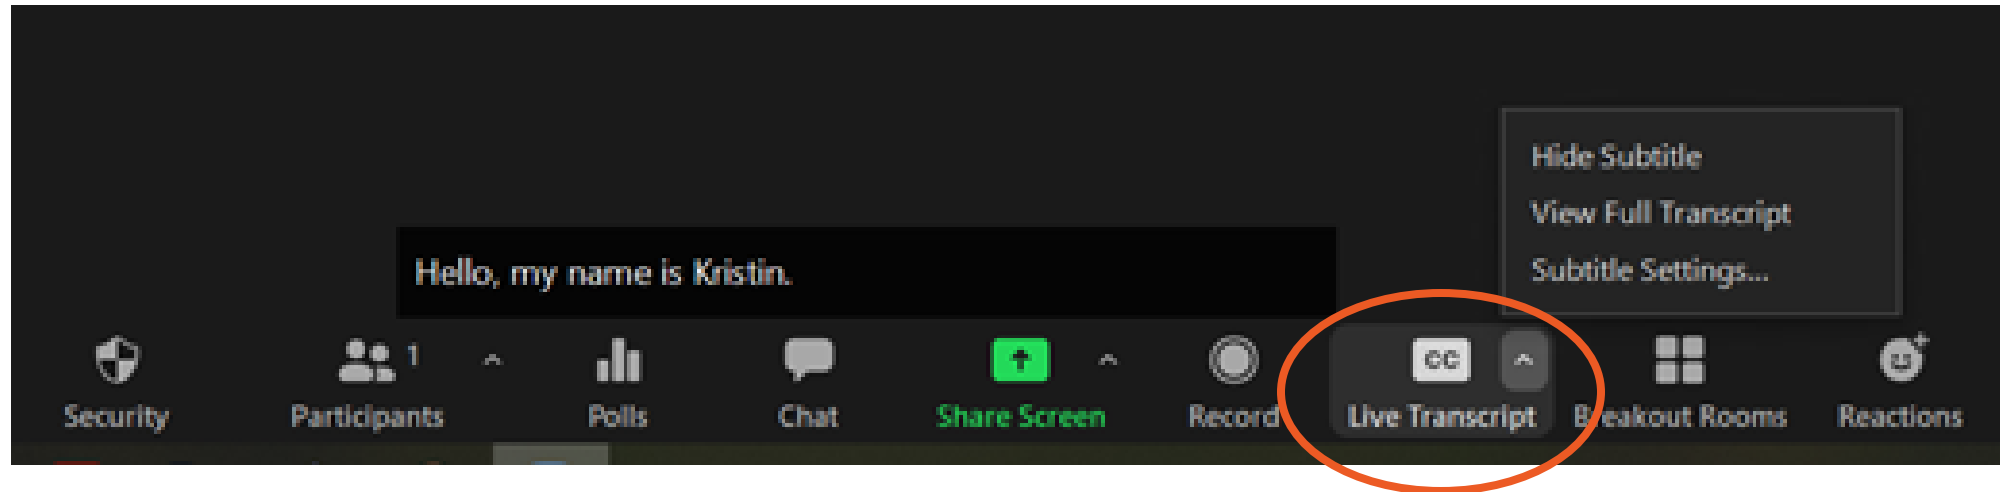 Hide Subtitle
View Full Transcript
Subtitle Settings...
Hello, my name is Kristin.
1
CC
Security
Participants
Polls
Chat
Share Screen
Record
Live Transcript
Breakout Rooms
Reactions